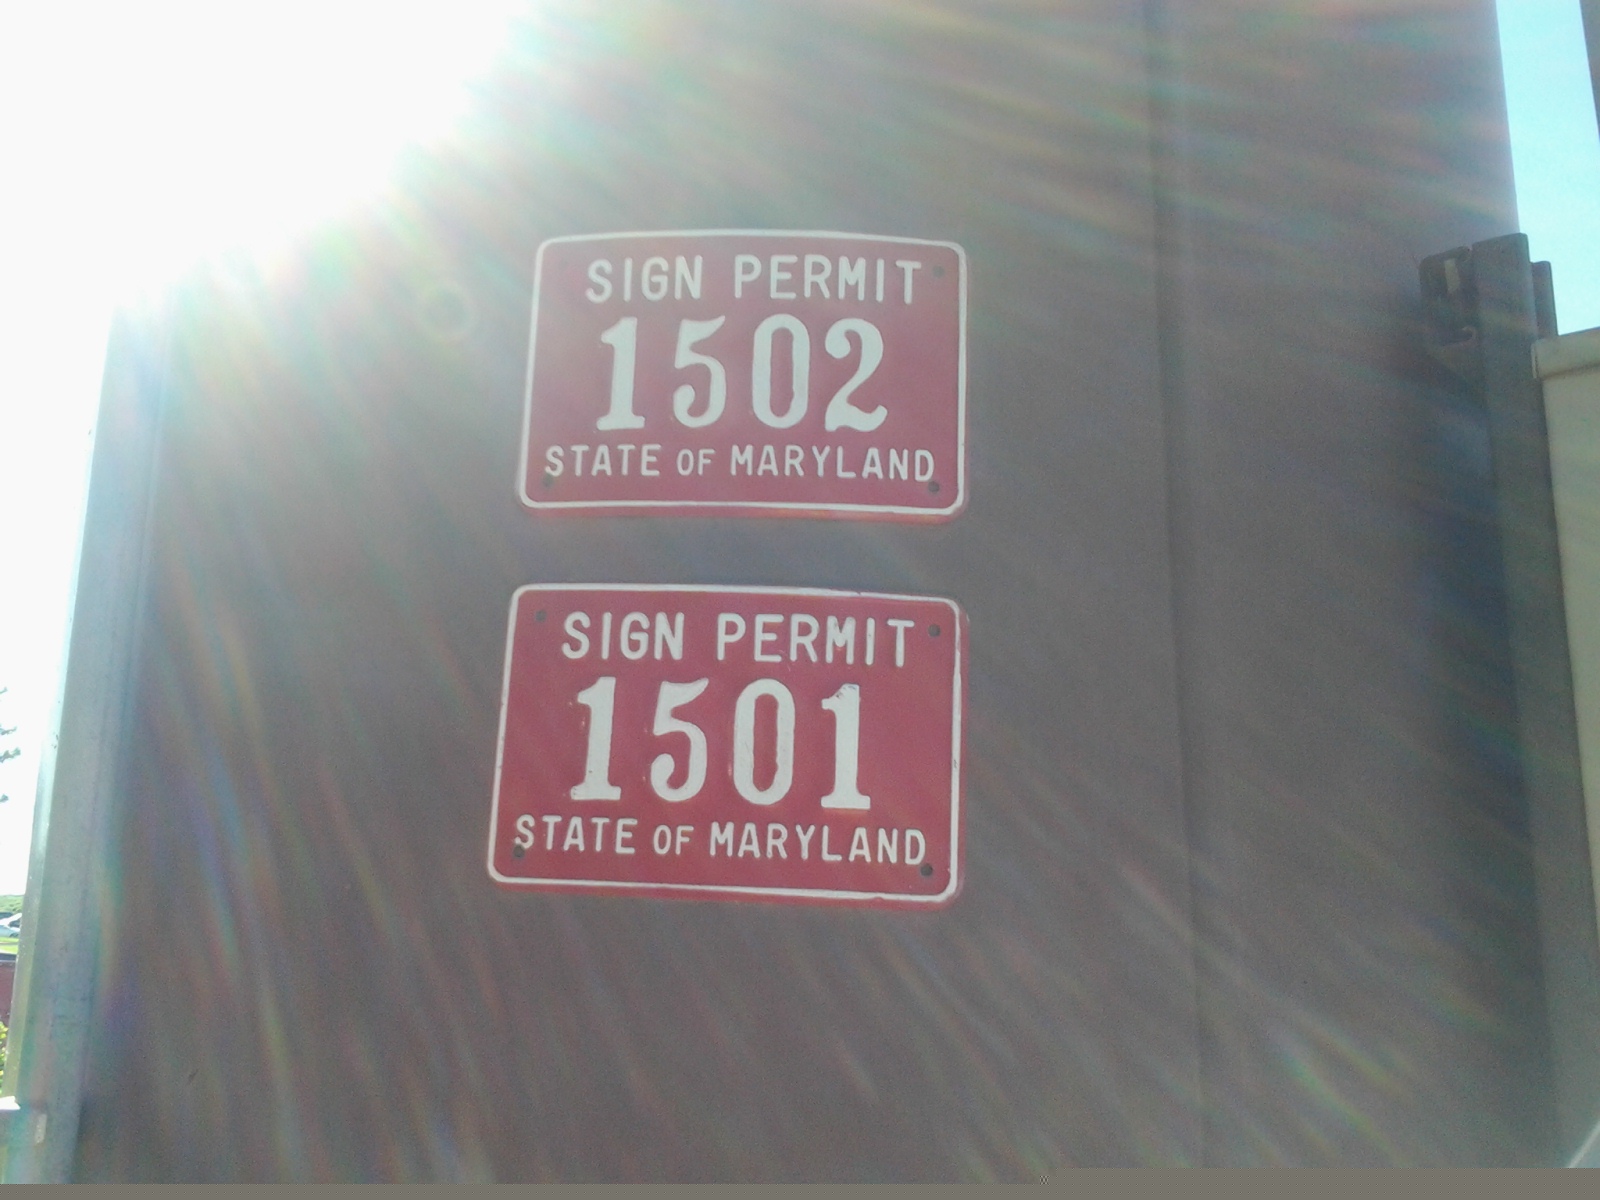 SIGN PERMIT
1502
STATE OF MARYLAND
SIGN PERMIT
1501
STATE OF MARYLAND